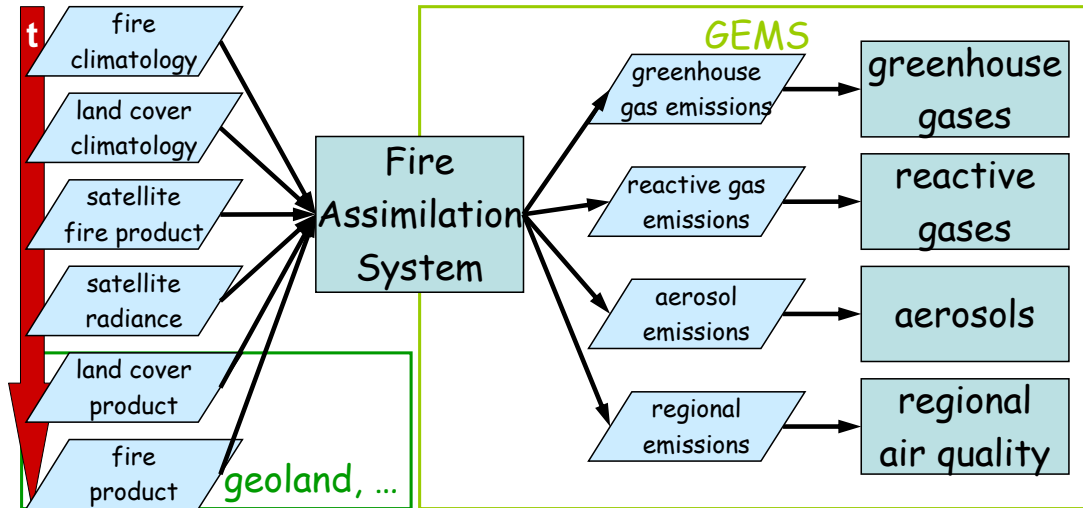 t
fire
climatology
land cover
climatology
satellite
fire product
satellite
radiance
land cover
product
fire
product
geoland, ...
Fire
Assimilation
System
GEMS
greenhouse
gas emissions
reactive gas
emissions
aerosol
emissions
regional
emissions
greenhouse
gases
reactive
gases
aerosols
regional
air quality